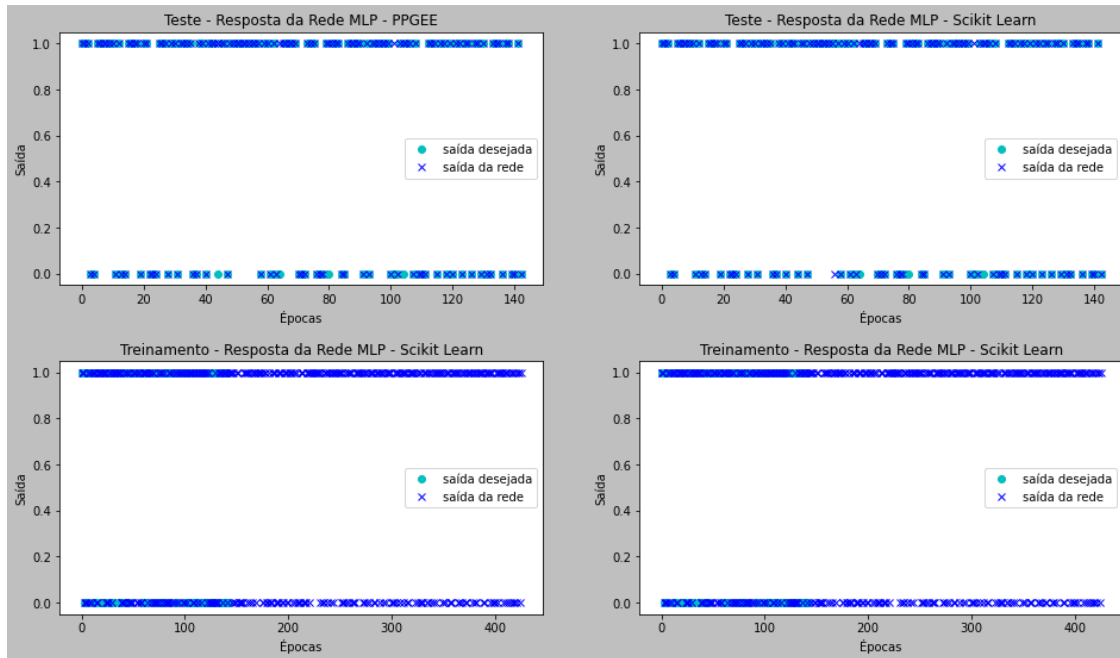 Teste - Resposta da Rede MLP - PPGEE
1.0
0.8
0.6
0.4
0.2
0.0
Saída
saída desejada
saída da rede
0 20 40 60 80 100 120 140
Épocas
Teste - Resposta da Rede MLP - Scikit Learn
1.0
0.8
0.6
0.4
0.2
0.0
Saída
saída desejada
saída da rede
0 20 40 60 80 100 120 140
Épocas
Treinamento - Resposta da Rede MLP - Scikit Learn
1.0
0.8
0.6
0.4
0.2
0.0
Saída
saída desejada
saída da rede
0 100 200 300 400
Épocas
Treinamento - Resposta da Rede MLP - Scikit Learn
1.0
0.8
0.6
0.4
0.2
0.0
Saída
saída desejada
saída da rede
0 100 200 300 400
Épocas